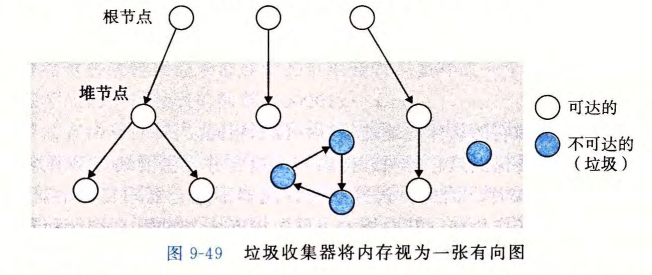 根节点
堆节点
可达的
不可达的
（垃圾）
图 9-49 垃圾收集器将内存视为一张有向图